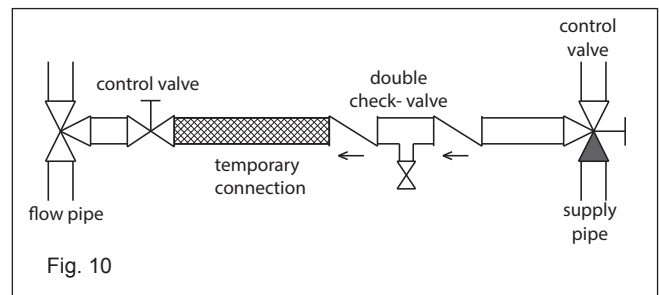 control
valve
control valve
double
check- valve
temporary
connection
flow pipe
supply
pipe
Fig. 10